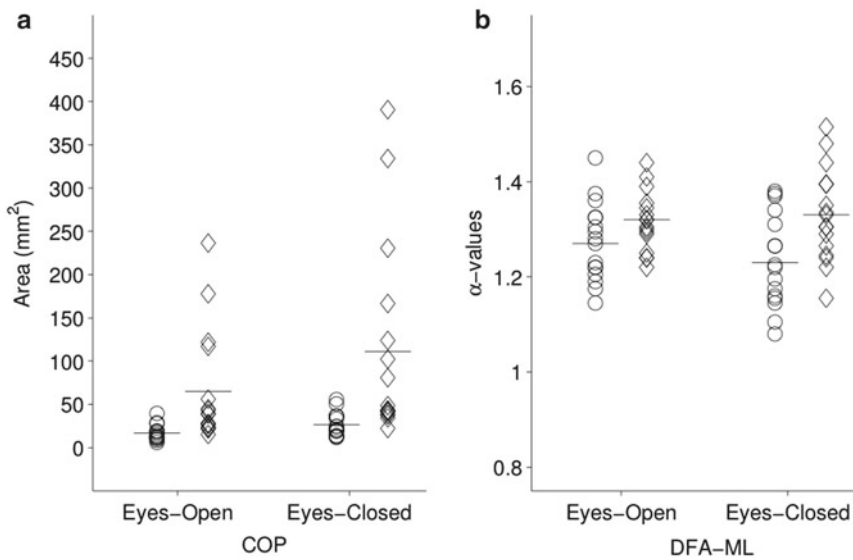 a
450
400
350
300
250
200
150
100
50
0
Area (mm²)
Eyes-Open
Eyes-Closed
COP
b
1.6
1.4
1.2
1
0.8
α-values
Eyes-Open
Eyes-Closed
DFA-ML